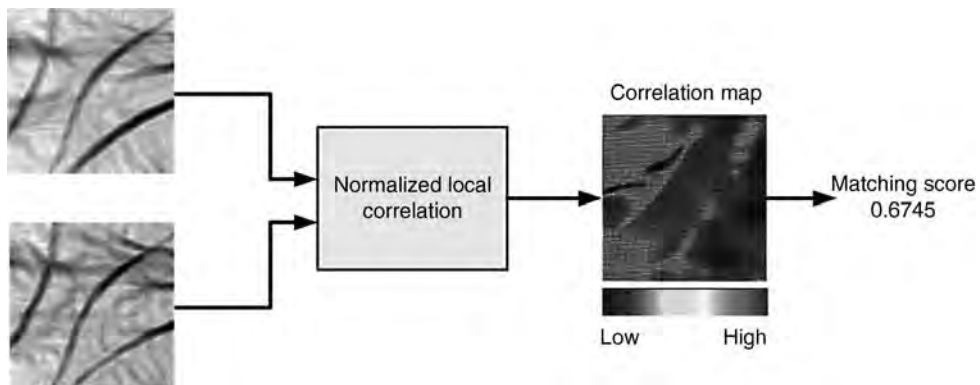 Correlation map
Normalized local
correlation
Matching score
0.6745
Low
High